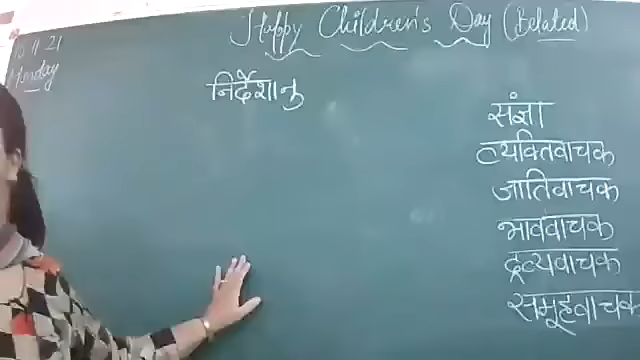 Happy Children's Day (Belated)
15 11 21
Monday
निर्देशानु
संज्ञा
व्यक्तिवाचक
जातिवाचक
भाववाचक
द्रव्यवाचक
समूहवाचक